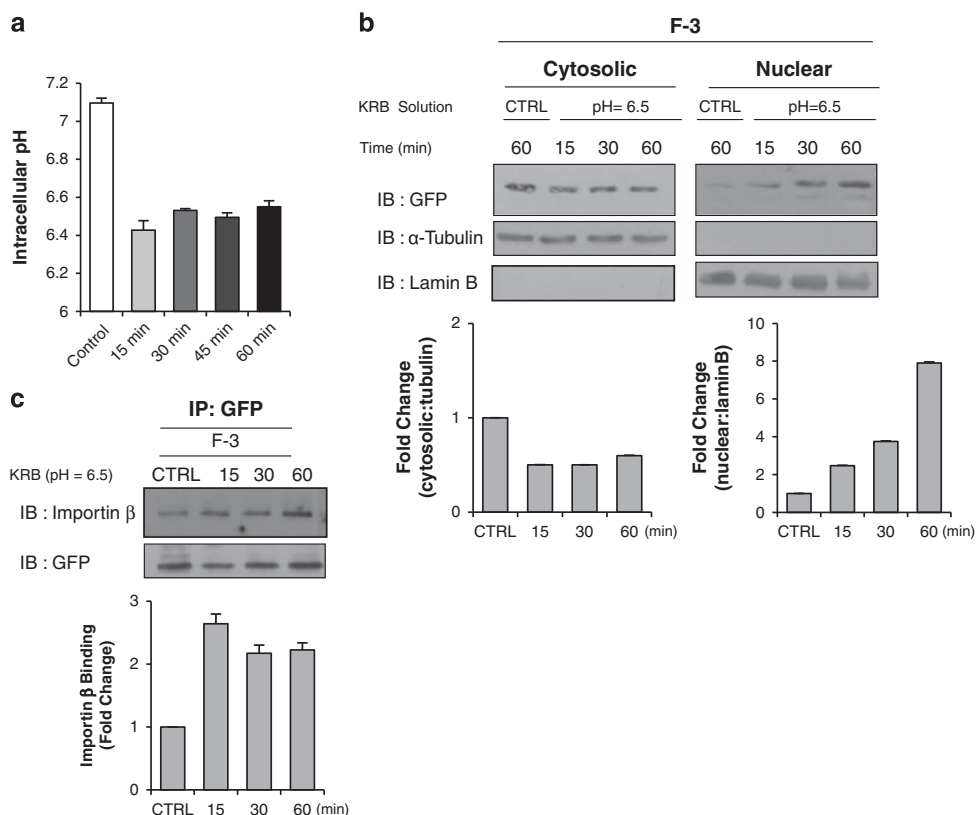 a
7.2
7
6.8
6.6
6.4
6.2
6
Intracellular pH
Control
15 min
30 min
45 min
60 min
b
F-3
Cytosolic
Nuclear
KRB Solution
CTRL
pH= 6.5
CTRL
pH=6.5
Time (min)
60 15 30 60
60 15 30 60
IB : GFP
IB : α-Tubulin
IB : Lamin B
2
1
0
Fold Change
(cytosolic:tubulin)
CTRL 15 30 60 (min)
10
8
6
4
2
0
Fold Change
(nuclear:laminB)
CTRL 15 30 60 (min)
c
IP: GFP
F-3
KRB (pH = 6.5)
CTRL 15 30 60
IB : Importin β
IB : GFP
3
2
1
0
Importin β Binding
(Fold Change)
CTRL 15 30 60 (min)